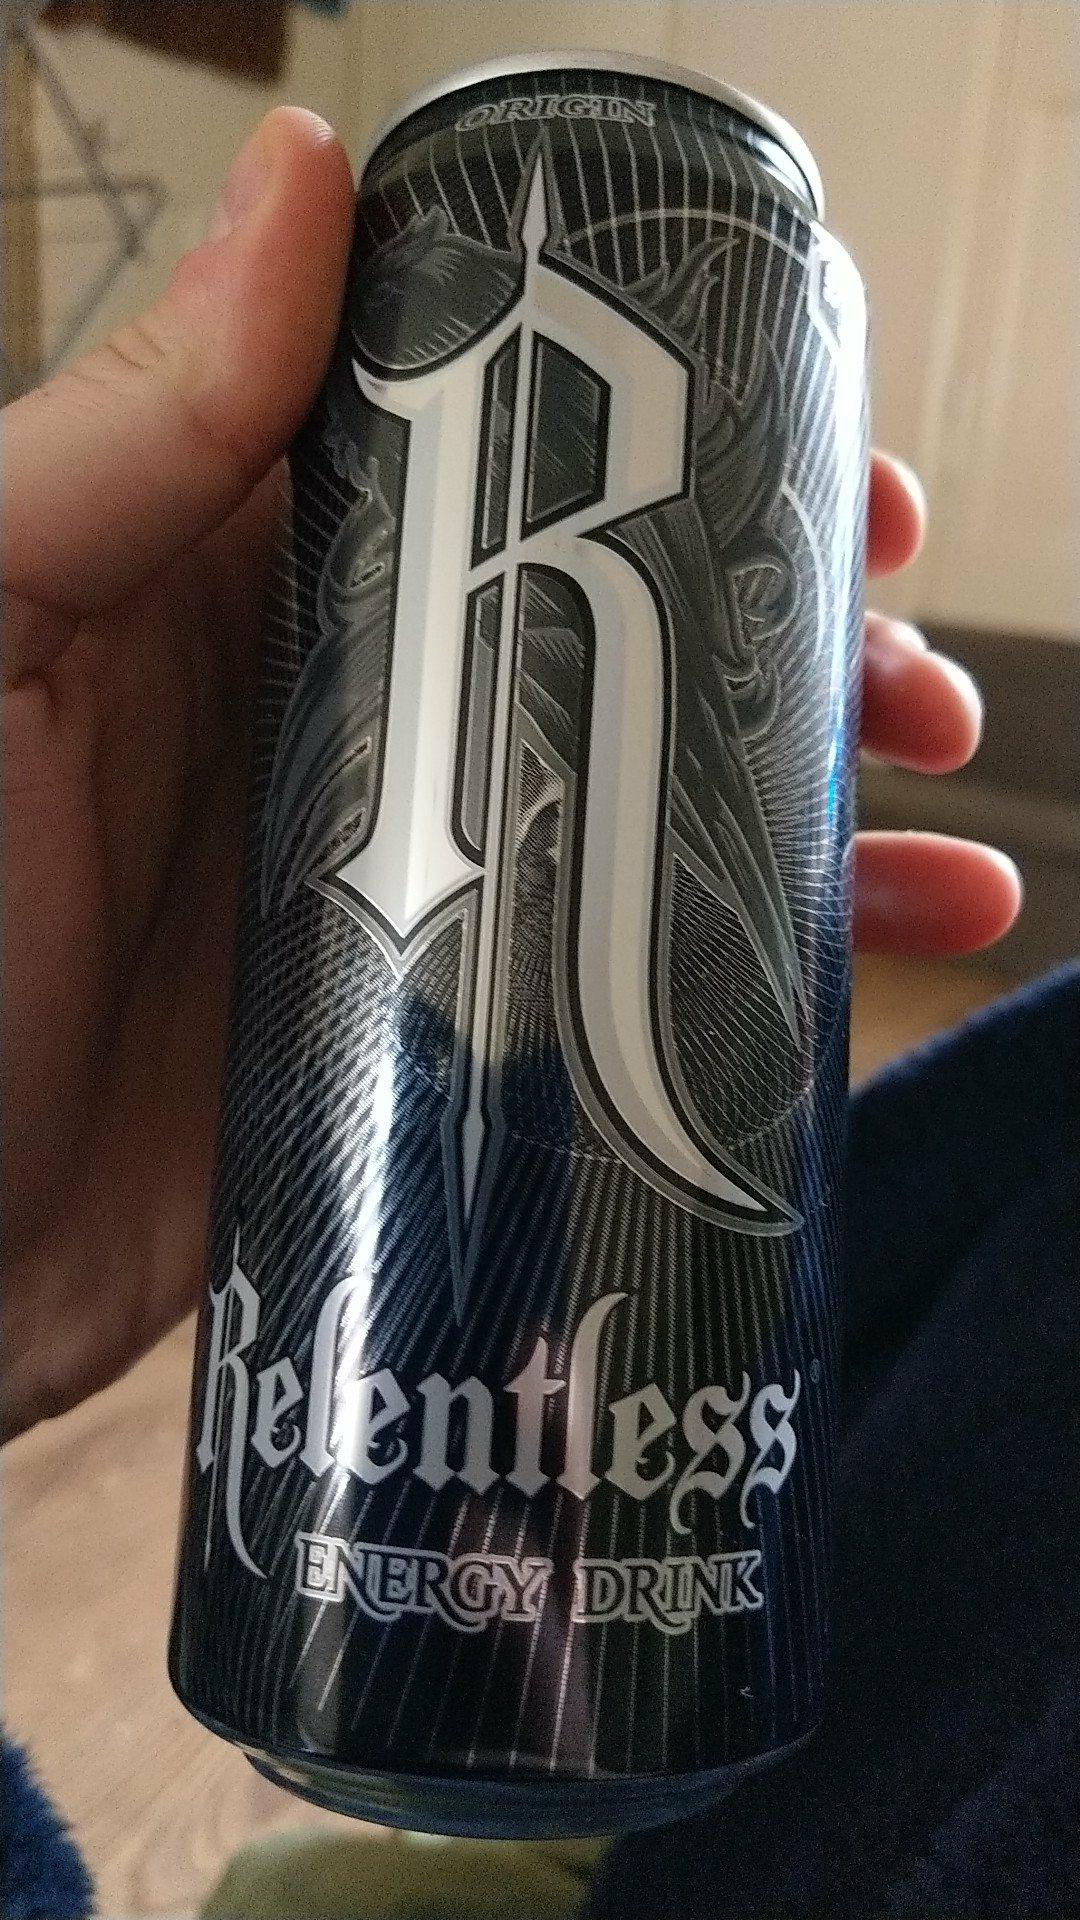 ORIGIN
R
Relentless
ENERGY DRINK